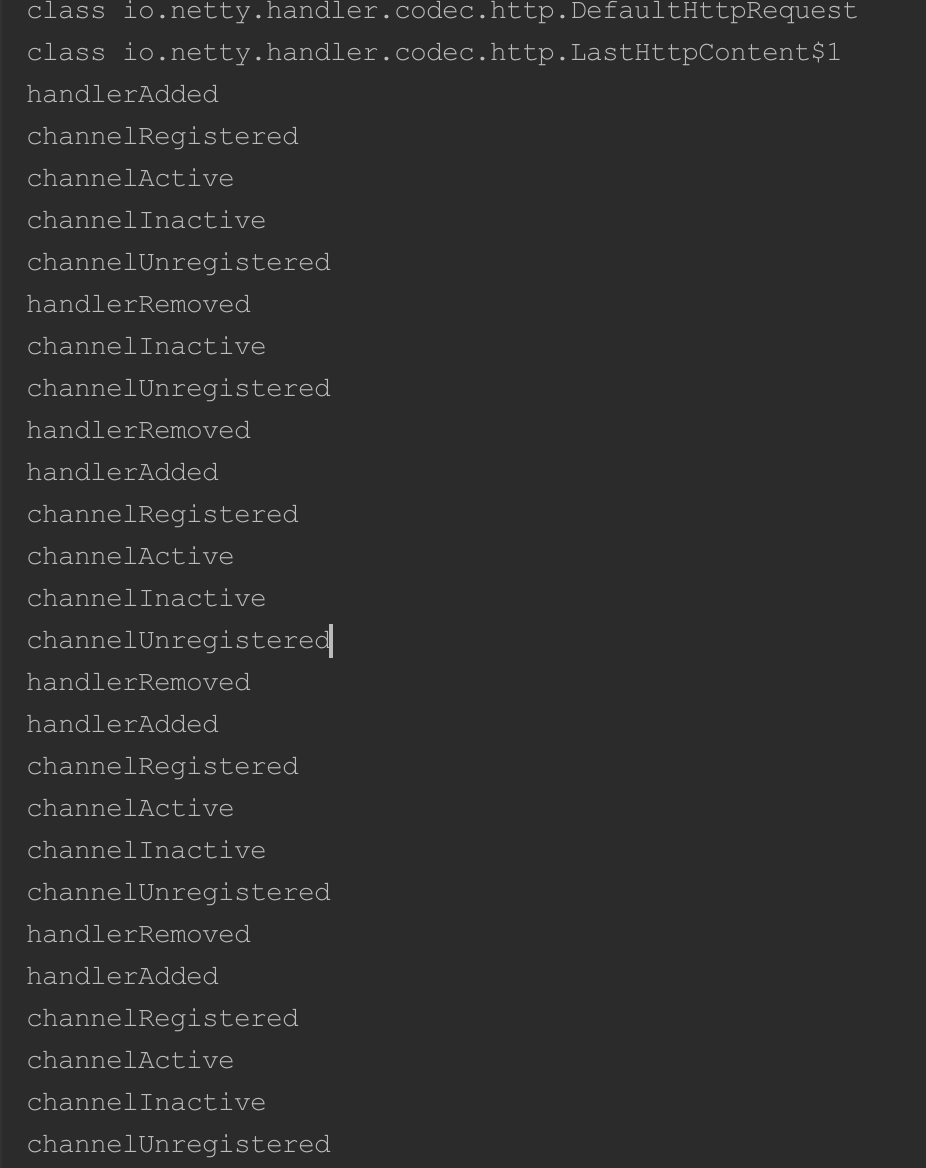 class io.netty.handler.codec.http.DefaultHttpRequest
class io.netty.handler.codec.http.LastHttpContent$1
handlerAdded
channelRegistered
channelActive
channelInactive
channelUnregistered
handlerRemoved
channelInactive
channelUnregistered
handlerRemoved
handlerAdded
channelRegistered
channelActive
channelInactive
channelUnregistered
handlerRemoved
handlerAdded
channelRegistered
channelActive
channelInactive
channelUnregistered
handlerRemoved
handlerAdded
channelRegistered
channelActive
channelInactive
channelUnregistered